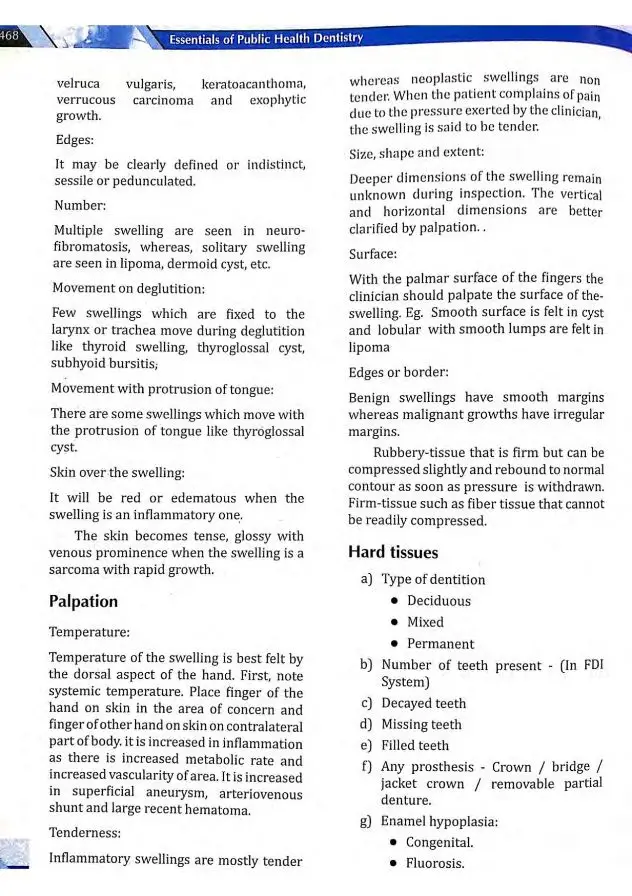 468
Essentials of Public Health Dentistry
velruca vulgaris, keratoacanthoma,
verrucous carcinoma and exophytic
growth.
Edges:
It may be clearly defined or indistinct,
sessile or pedunculated.
Number:
Multiple swelling are seen in neuro-
fibromatosis, whereas, solitary swelling
are seen in lipoma, dermoid cyst, etc.
Movement on deglutition:
Few swellings which are fixed to the
larynx or trachea move during deglutition
like thyroid swelling, thyroglossal cyst,
subhyoid bursitis;
Movement with protrusion of tongue:
There are some swellings which move with
the protrusion of tongue like thyroglossal
cyst.
Skin over the swelling:
It will be red or edematous when the
swelling is an inflammatory one.
The skin becomes tense, glossy with
venous prominence when the swelling is a
sarcoma with rapid growth.
Palpation
Temperature:
Temperature of the swelling is best felt by
the dorsal aspect of the hand. First, note
systemic temperature. Place finger of the
hand on skin in the area of concern and
finger of other hand on skin on contralateral
part of body. it is increased in inflammation
as there is increased metabolic rate and
increased vascularity of area. It is increased
in superficial aneurysm, arteriovenous
shunt and large recent hematoma.
Tenderness:
Inflammatory swellings are mostly tender
whereas neoplastic swellings are non
tender. When the patient complains of pain
due to the pressure exerted by the clinician,
the swelling is said to be tender.
Size, shape and extent:
Deeper dimensions of the swelling remain
unknown during inspection. The vertical
and horizontal dimensions are better
clarified by palpation. .
Surface:
With the palmar surface of the fingers the
clinician should palpate the surface of the-
swelling. Eg. Smooth surface is felt in cyst
and lobular with smooth lumps are felt in
lipoma
Edges or border:
Benign swellings have smooth margins
whereas malignant growths have irregular
margins.
Rubbery-tissue that is firm but can be
compressed slightly and rebound to normal
contour as soon as pressure is withdrawn.
Firm-tissue such as fiber tissue that cannot
be readily compressed.
Hard tissues
a) Type of dentition
• Deciduous
• Mixed
• Permanent
b) Number of teeth present - (In FDI
System)
c) Decayed teeth
d) Missing teeth
e) Filled teeth
f) Any prosthesis - Crown / bridge /
jacket crown / removable partial
denture.
g) Enamel hypoplasia:
• Congenital.
• Fluorosis.